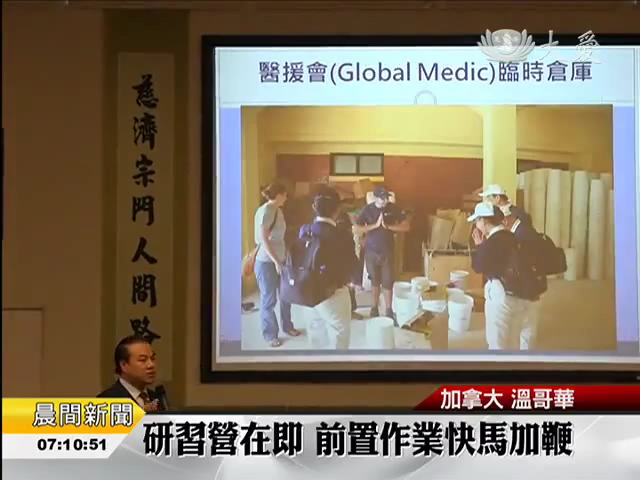 大愛
醫援會(Global Medic)臨時倉庫
慈濟宗門人間路
加拿大 溫哥華
晨間新聞
07:10:51
研習營在即 前置作業快馬加鞭